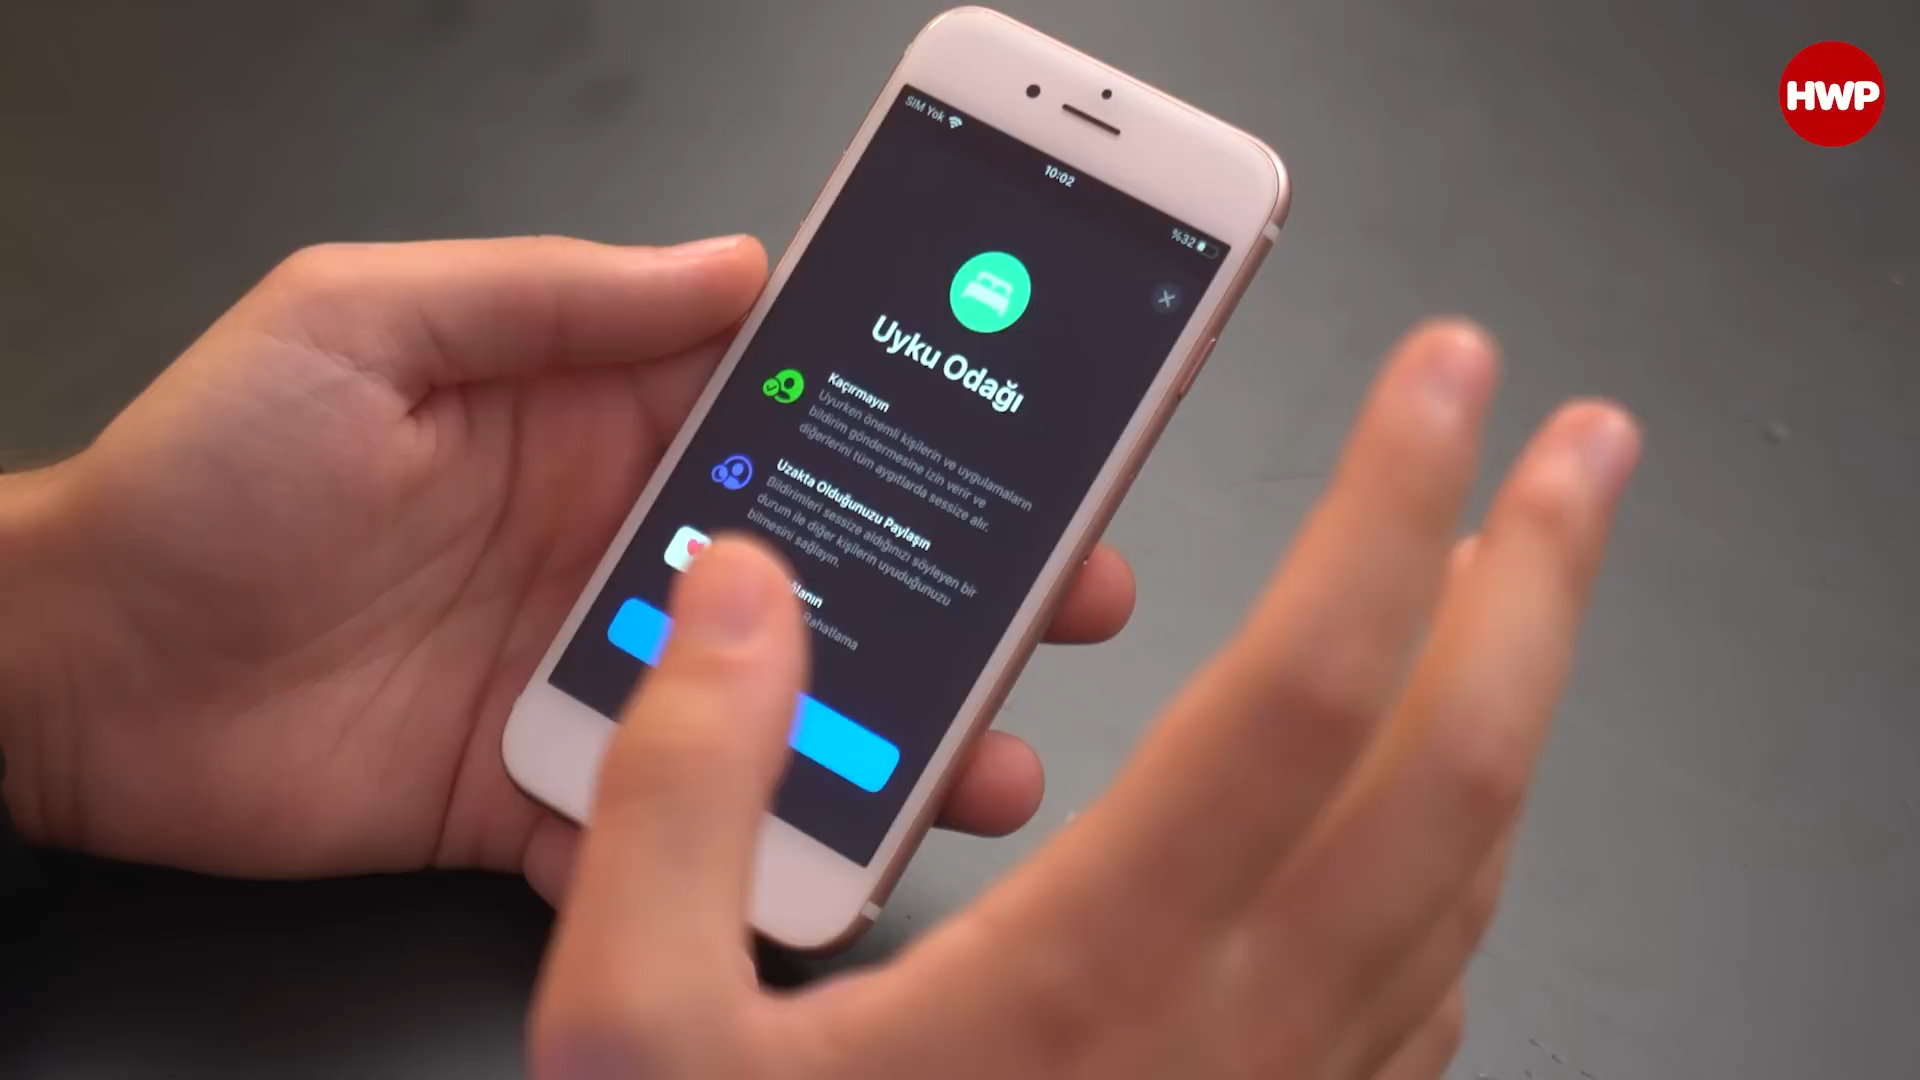 HWP
SIM Yok
10:02
%32
Uyku Odağı
Kaçırmayın
Uyurken önemli kişilerin ve uygulamaların
bildirim göndermesine izin verir ve
diğerlerini tüm aygıtlarda sessize alır.
Uzakta Olduğunuzu Paylaşın
Bildirimleri sessize aldığınızı söyleyen bir
durum ile diğer kişilerin uyuduğunuzu
bilmesini sağlayın.
Rahatlama